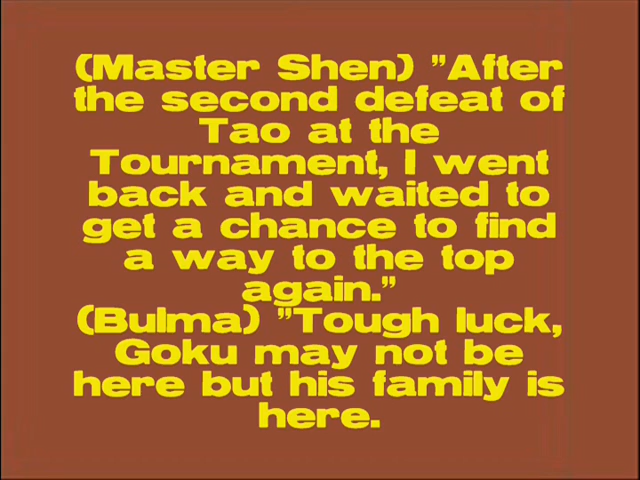 (Master Shen) "After
the second defeat of
Tao at the
Tournament, I went
back and waited to
get a chance to find
a way to the top
again."
(Bulma) "Tough luck,
Goku may not be
here but his family is
here.